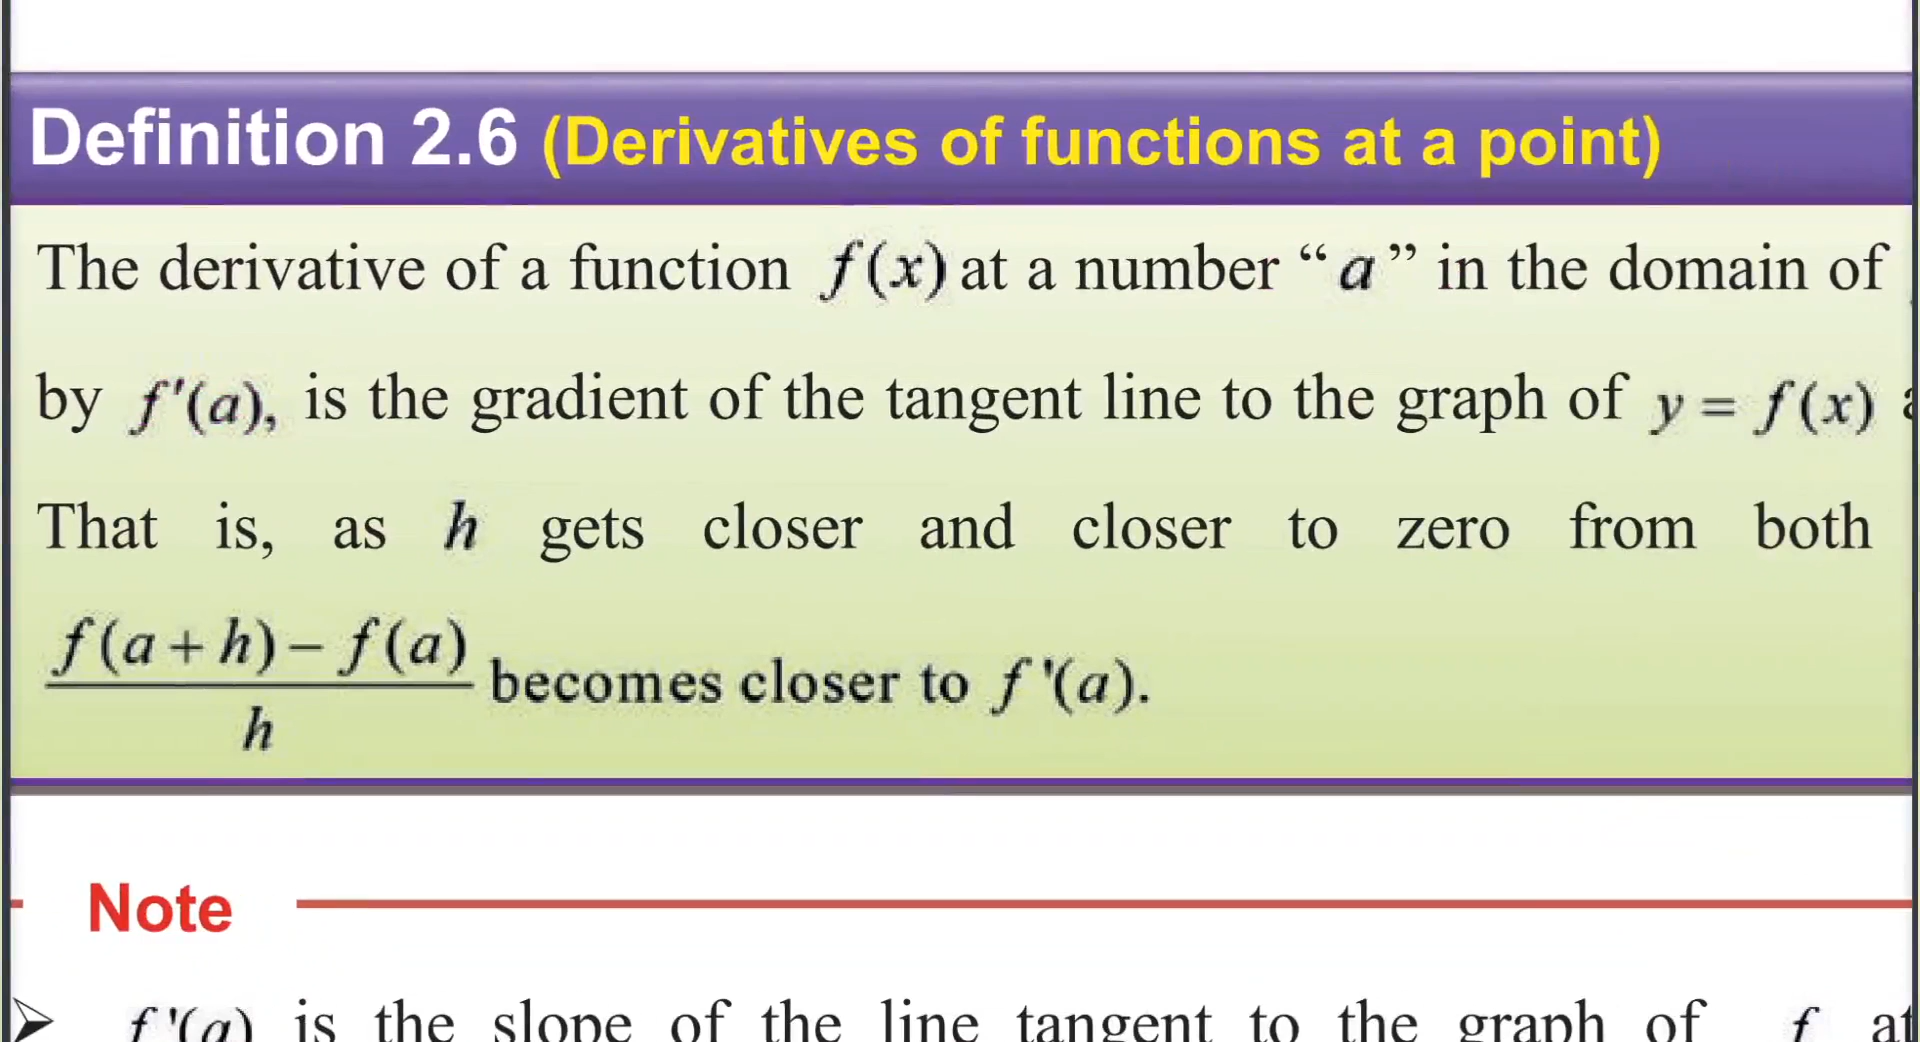 Definition 2.6 (Derivatives of functions at a point)
The derivative of a function f(x) at a number “a” in the domain of
by f'(a), is the gradient of the tangent line to the graph of y = f(x)
That is, as h gets closer and closer to zero from both
f(a+h) – f(a)
h
becomes closer to f'(a).
Note
➢ f'(a) is the slope of the line tangent to the graph of f at